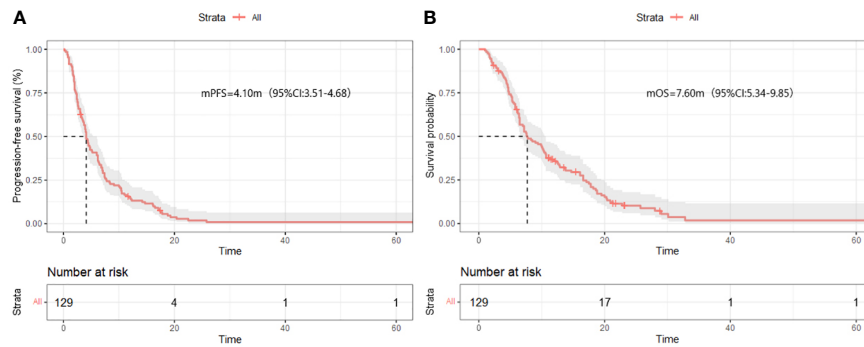 A
Strata All
Progression-free survival (%)
1.00
0.75
0.50
0.25
0.00
mPFS=4.10m（95%CI:3.51-4.68）
0 20 40 60
Time
Number at risk
Strata
All
129 4 1 1
0 20 40 60
Time
B
Strata All
Survival probability
1.00
0.75
0.50
0.25
0.00
mOS=7.60m（95%CI:5.34-9.85）
0 20 40 60
Time
Number at risk
Strata
All
129 17 1 1
0 20 40 60
Time